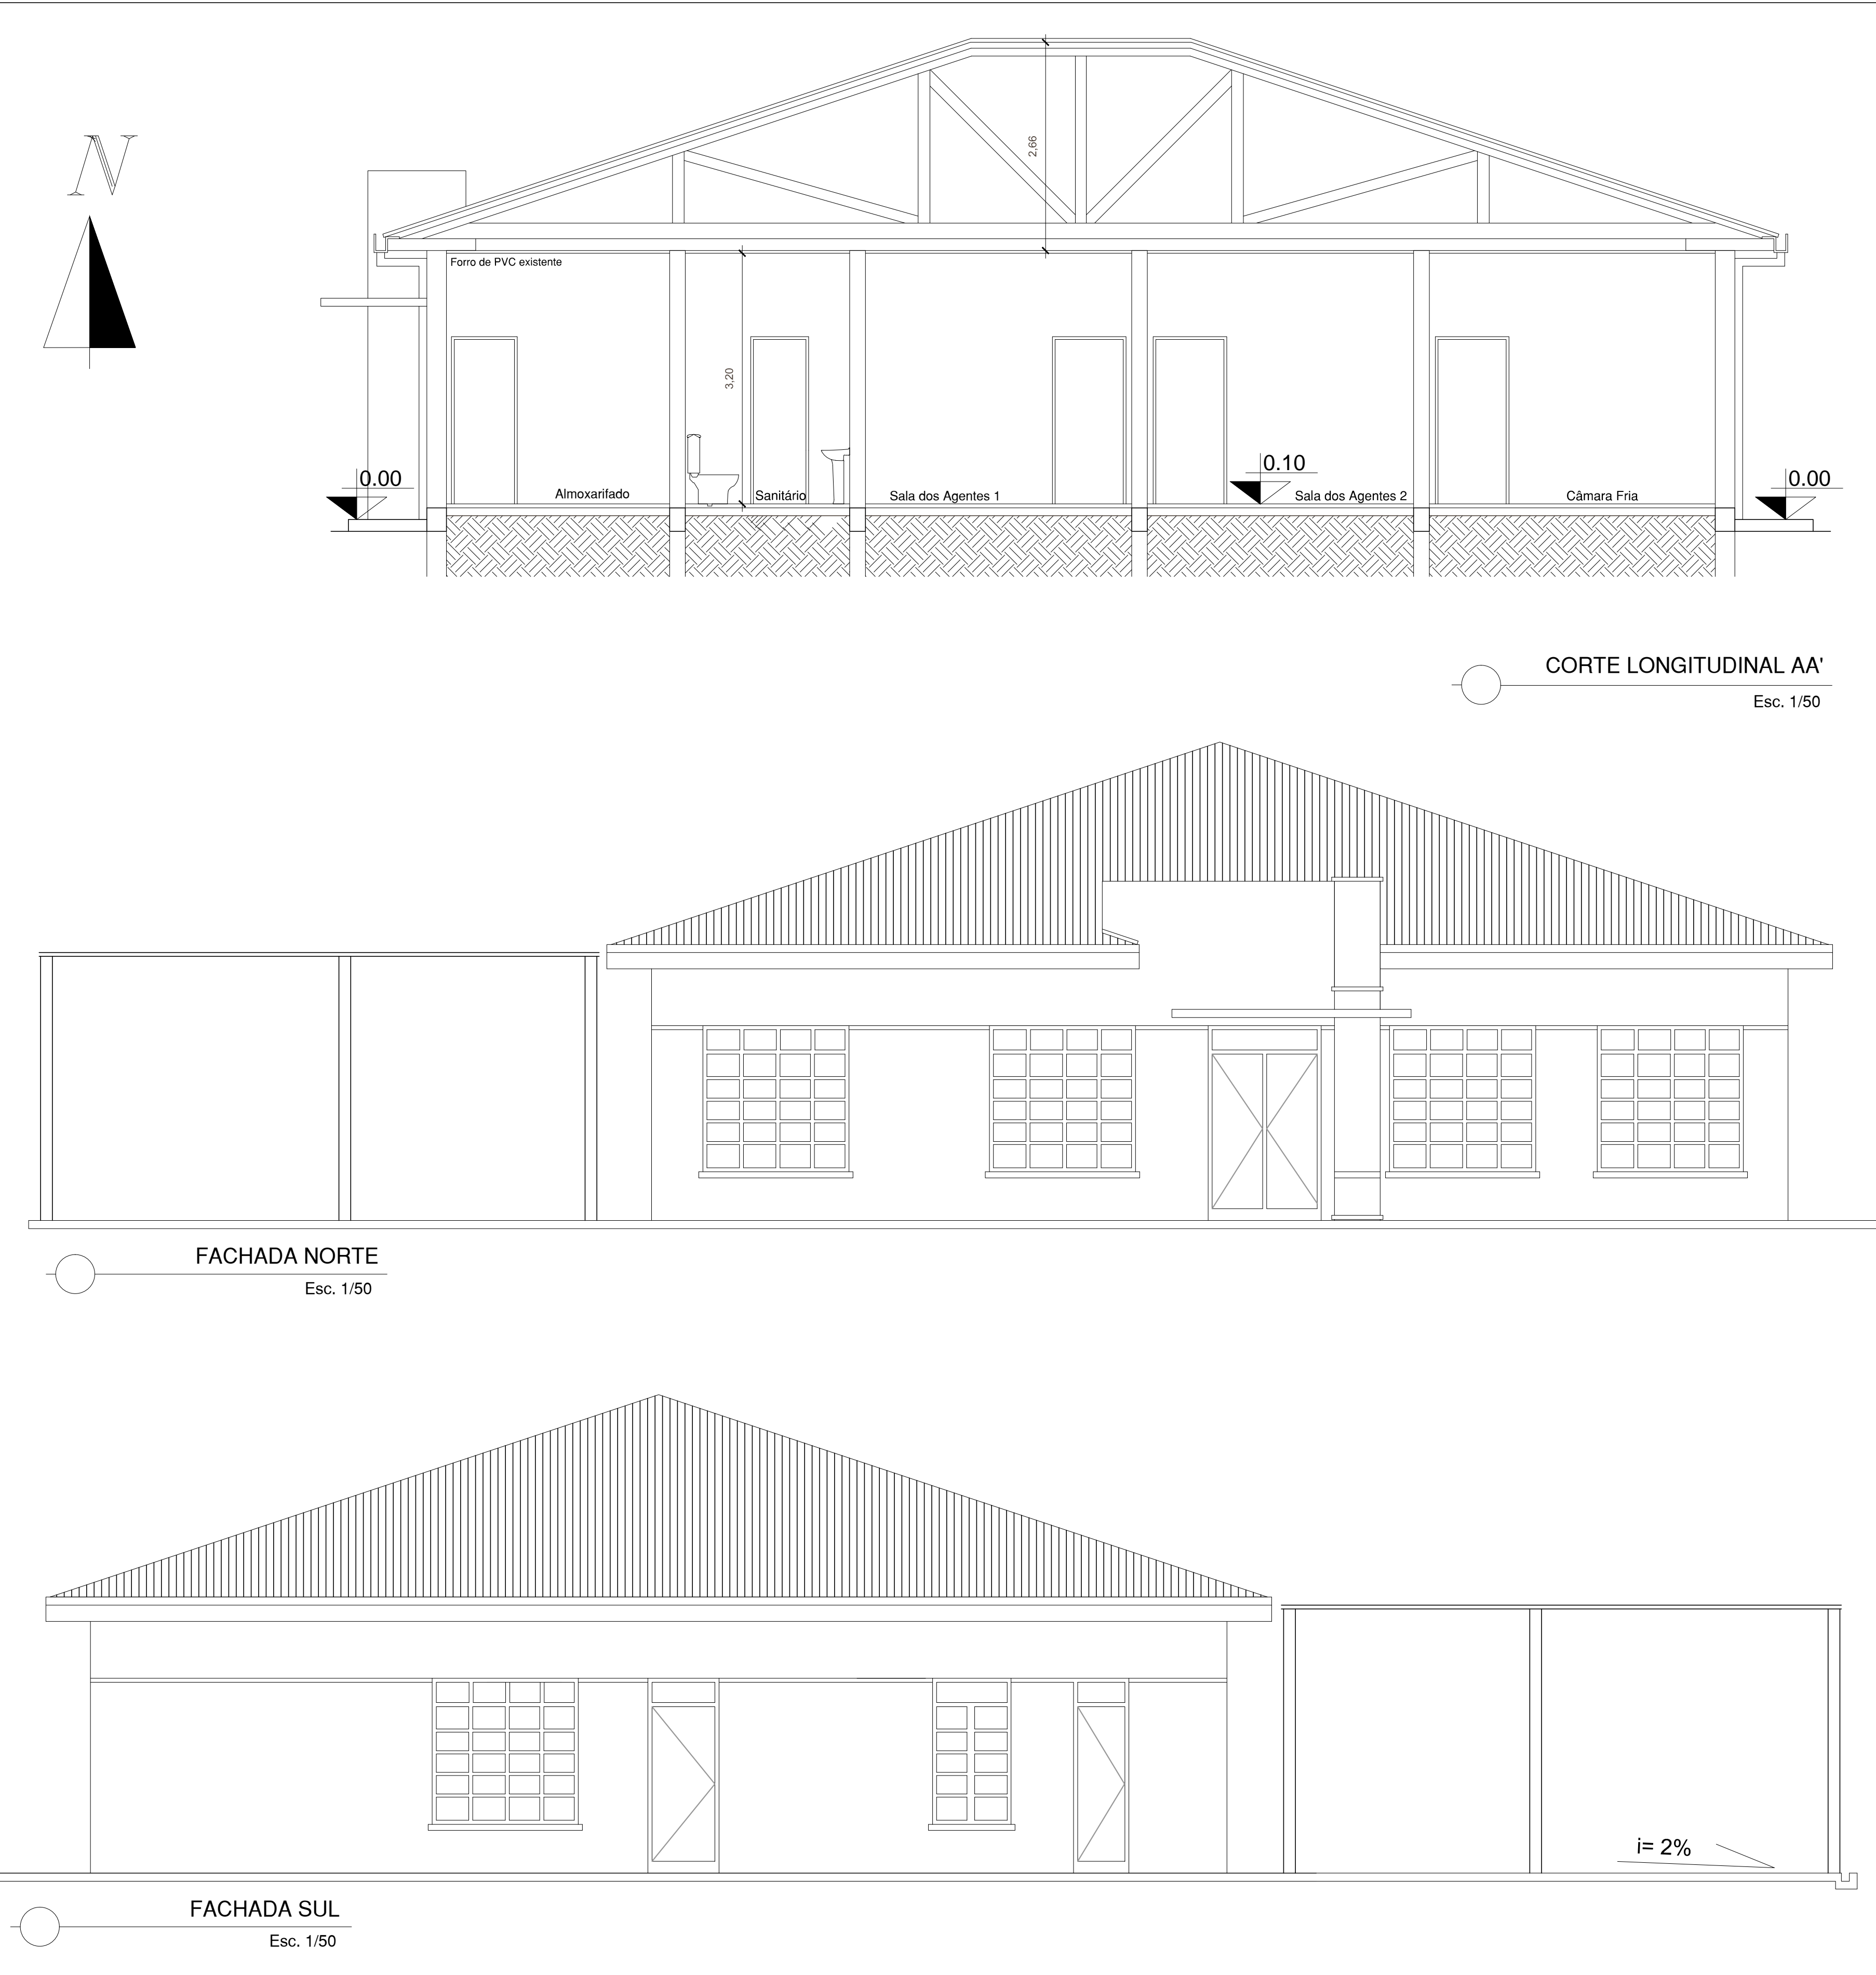 N
2,66
Forro de PVC existente
3,20
0.00
0.10
0.00
Almoxarifado
Sanitário
Sala dos Agentes 1
Sala dos Agentes 2
Câmara Fria
CORTE LONGITUDINAL AA'
Esc. 1/50
FACHADA NORTE
Esc. 1/50
i= 2%
FACHADA SUL
Esc. 1/50